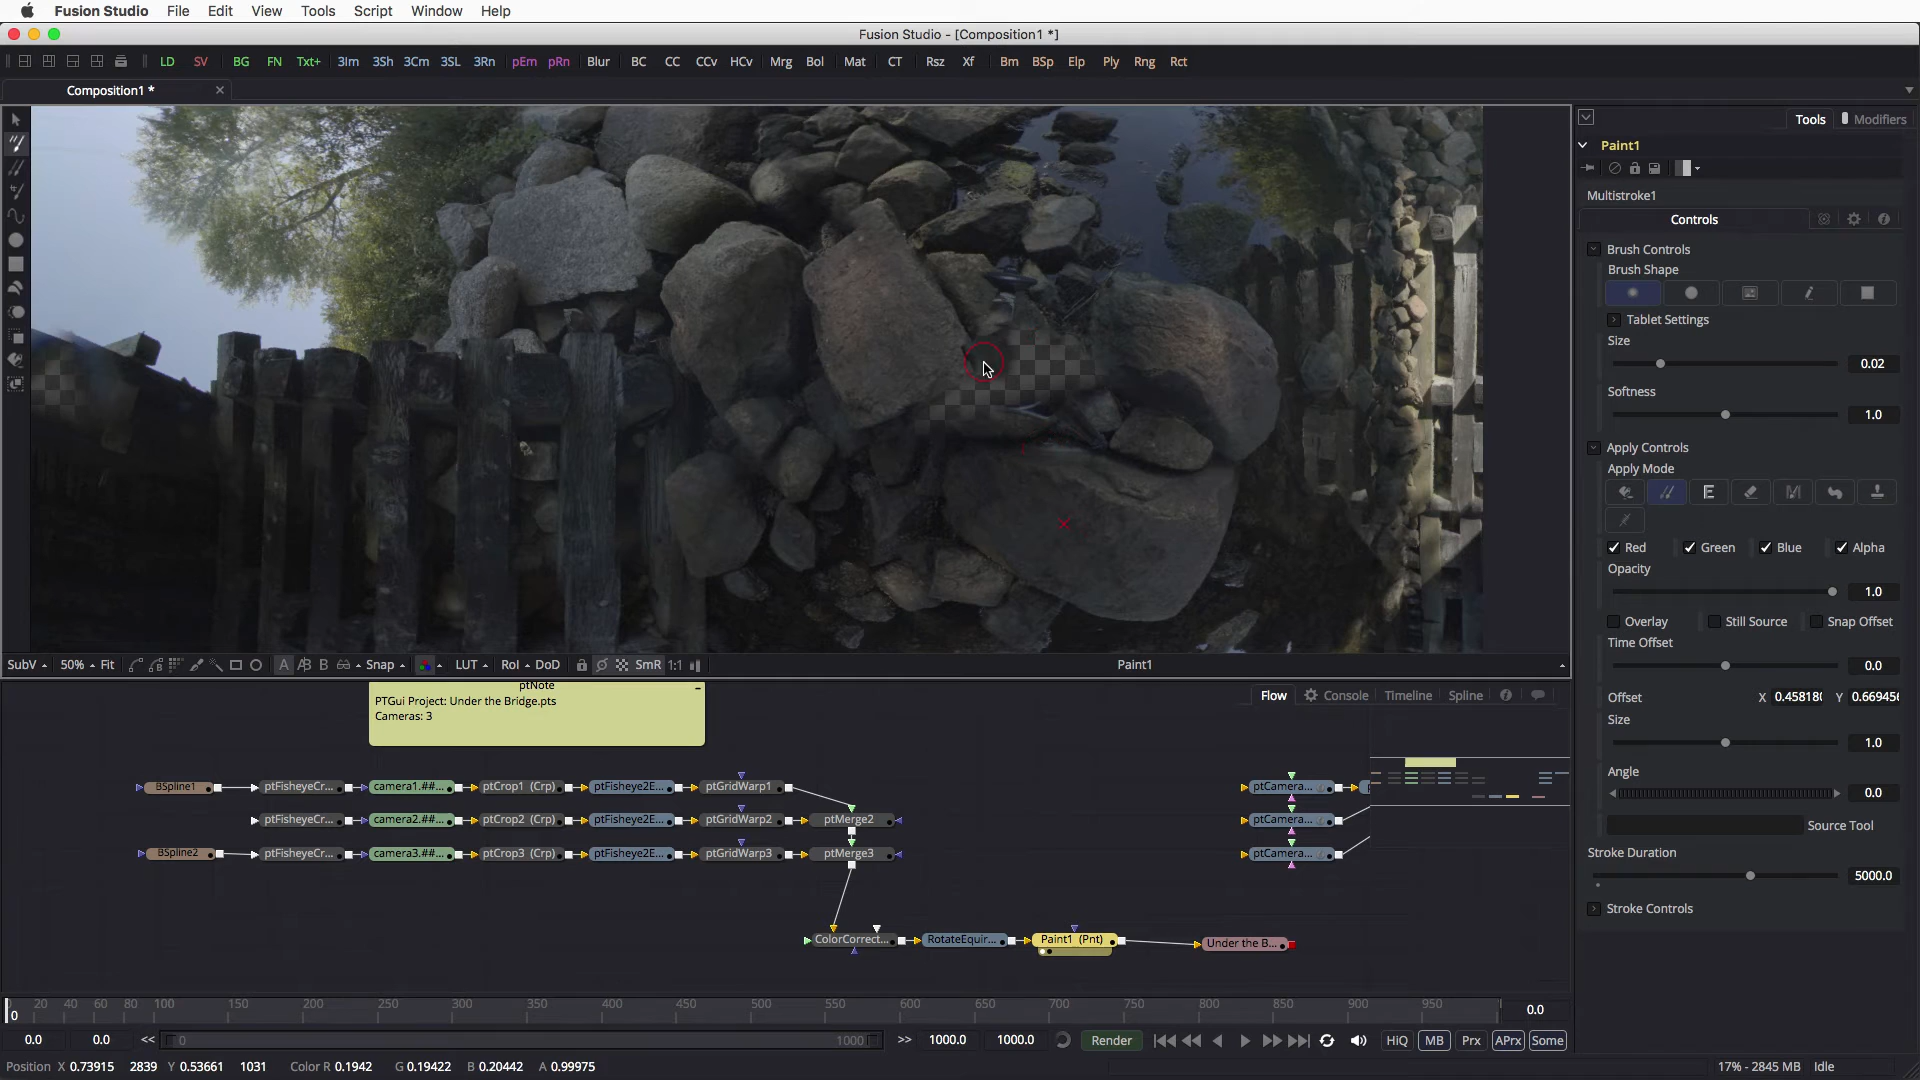 Fusion Studio File Edit View Tools Script Window Help
Fusion Studio - [Composition1 *]
LD SV BG FN Txt+ 3Im 3Sh 3Cm 3SL 3Rn pEm pRn Blur BC CC CCv HCv Mrg Bol Mat CT Rsz Xf Bm BSp Elp Ply Rng Rct
Composition1 *
Tools Modifiers
Paint1
Multistroke1
Controls
Brush Controls
Brush Shape
Tablet Settings
Size
0.02
Softness
1.0
Apply Controls
Apply Mode
Red Green Blue Alpha
Opacity
1.0
Overlay Still Source Snap Offset
Time Offset
0.0
Offset X 0.458180 Y 0.669456
Size
1.0
Angle
0.0
Source Tool
Stroke Duration
5000.0
Stroke Controls
SubV 50% Fit A A|B B Snap LUT RoI DoD SmR 1:1 Paint1
Flow Console Timeline Spline
ptNote
PTGui Project: Under the Bridge.pts
Cameras: 3
BSpline1 ptFisheyeCr... camera1.##... ptCrop1 (Crp) ptFisheye2E... ptGridWarp1 ptCamera...
ptFisheyeCr... camera2.##... ptCrop2 (Crp) ptFisheye2E... ptGridWarp2 ptMerge2 ptCamera...
BSpline2 ptFisheyeCr... camera3.##... ptCrop3 (Crp) ptFisheye2E... ptGridWarp3 ptMerge3 ptCamera...
ColorCorrect... RotateEquir... Paint1 (Pnt) Under the B...
0 20 40 60 80 100 150 200 250 300 350 400 450 500 550 600 650 700 750 800 850 900 950 0.0
0.0 0.0 << 0 1000 >> 1000.0 1000.0 Render HiQ MB Prx APrx Some
Position X 0.73915 2839 Y 0.53661 1031 Color R 0.1942 G 0.19422 B 0.20442 A 0.99975 17% - 2845 MB Idle